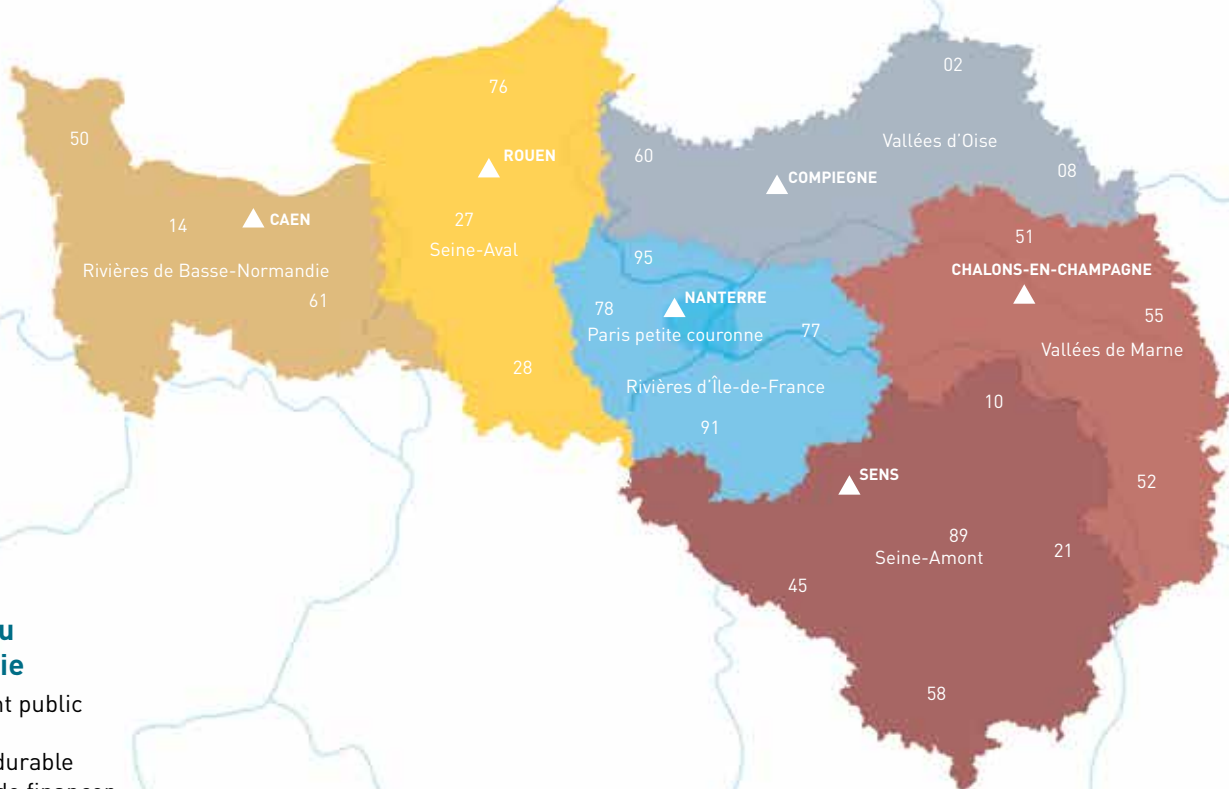 02
76
50
Vallées d'Oise
60
ROUEN
08
COMPIEGNE
CAEN
14
27
51
Seine-Aval
95
Rivières de Basse-Normandie
CHALONS-EN-CHAMPAGNE
61
NANTERRE
78
55
77
Paris petite couronne
Vallées de Marne
28
Rivières d'Île-de-France
10
91
SENS
52
89
21
Seine-Amont
45
u
ie
58
nt public
durable